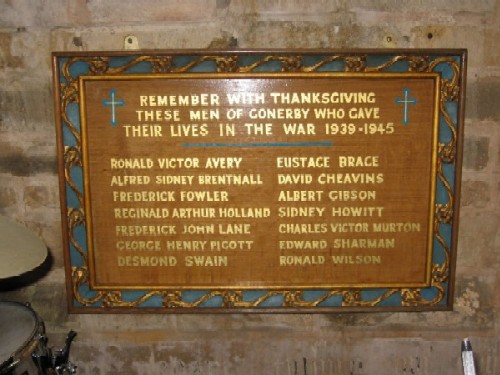 REMEMBER WITH THANKSGIVING
THESE MEN OF GONERBY WHO GAVE
THEIR LIVES IN THE WAR 1939-1945
RONALD VICTOR AVERY
ALFRED SIDNEY BRENTNALL
FREDERICK FOWLER
REGINALD ARTHUR HOLLAND
FREDERICK JOHN LANE
GEORGE HENRY PICOTT
DESMOND SWAIN
EUSTACE BRACE
DAVID CHEAVINS
ALBERT GIBSON
SIDNEY HOWITT
CHARLES VICTOR MURTON
EDWARD SHARMAN
RONALD WILSON